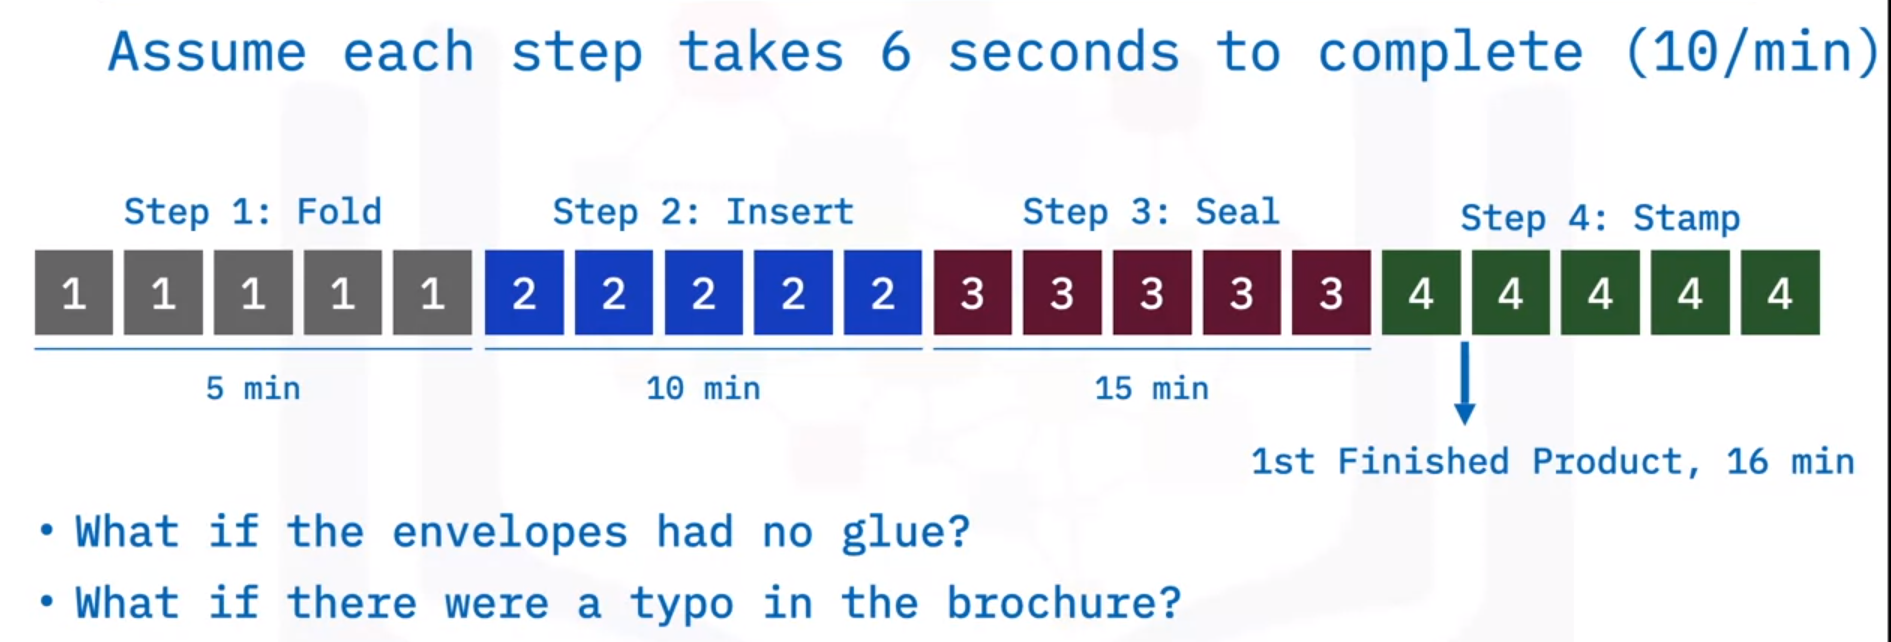 Assume each step takes 6 seconds to complete (10/min)
Step 1: Fold
Step 2: Insert
Step 3: Seal
Step 4: Stamp
1 1 1 1 1 2 2 2 2 2 3 3 3 3 3 4 4 4 4 4
5 min
10 min
15 min
1st Finished Product, 16 min
• What if the envelopes had no glue?
• What if there were a typo in the brochure?